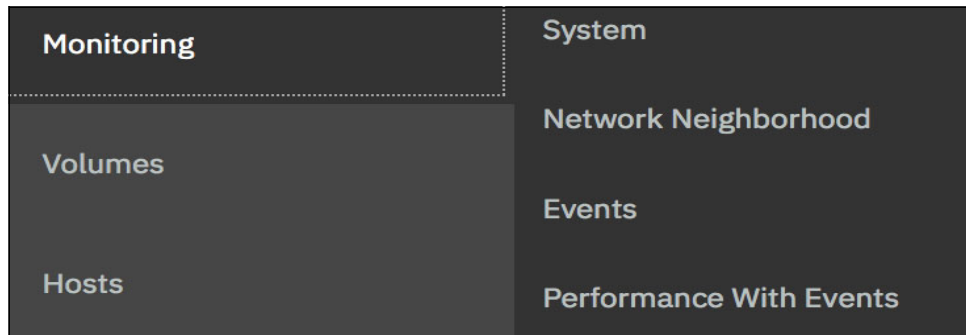 Monitoring
Volumes
Hosts
System
Network Neighborhood
Events
Performance With Events